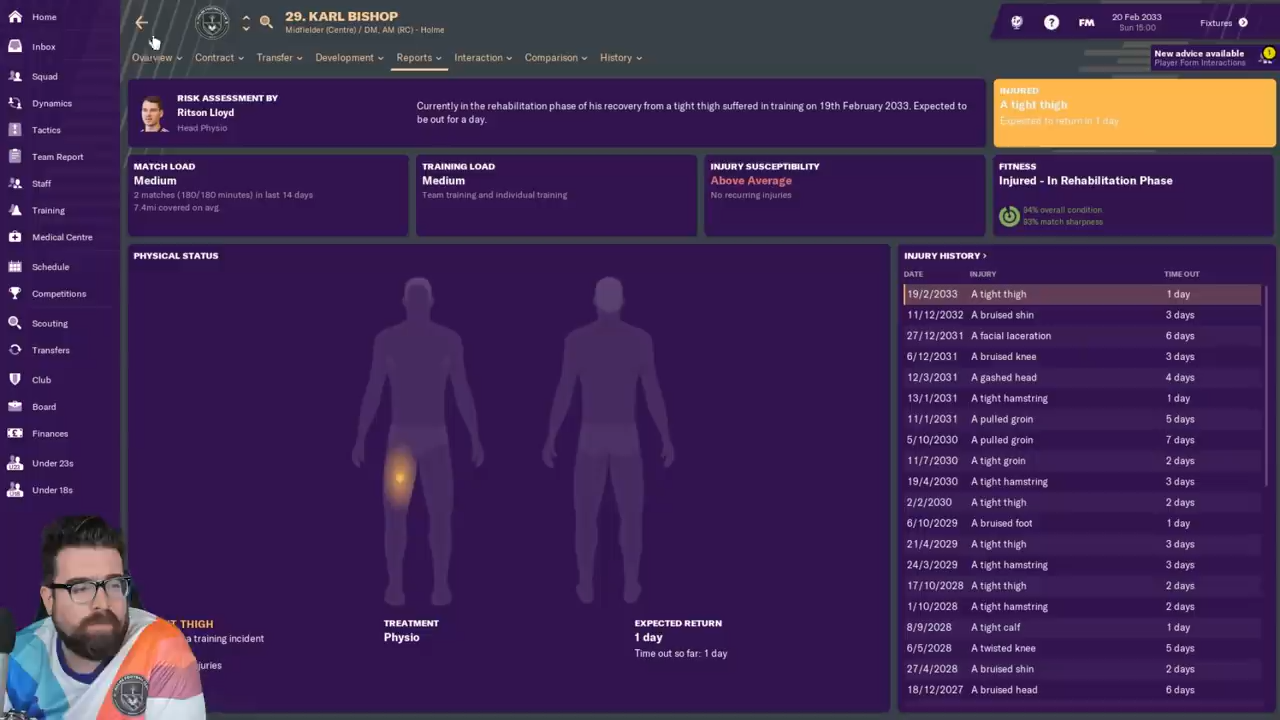 Home
Inbox
Squad
Dynamics
Tactics
Team Report
Staff
Training
Medical Centre
Schedule
Competitions
Scouting
Transfers
Club
Board
Finances
U23 Under 23s
U18 Under 18s
29. KARL BISHOP
Midfielder (Centre) / DM, AM (RC) - Holme
FM
20 Feb 2033
Sun 15:00
Fixtures
Overview
Contract
Transfer
Development
Reports
Interaction
Comparison
History
New advice available
Player Form Interactions
1
RISK ASSESSMENT BY
Ritson Lloyd
Head Physio
Currently in the rehabilitation phase of his recovery from a tight thigh suffered in training on 19th February 2033. Expected to
be out for a day.
INJURED
A tight thigh
Expected to return in 1 day
MATCH LOAD
Medium
2 matches (180/180 minutes) in last 14 days
7.4mi covered on avg.
TRAINING LOAD
Medium
Team training and individual training
INJURY SUSCEPTIBILITY
Above Average
No recurring injuries
FITNESS
Injured - In Rehabilitation Phase
94% overall condition
93% match sharpness
PHYSICAL STATUS
THIGH
a training incident
juries
TREATMENT
Physio
EXPECTED RETURN
1 day
Time out so far: 1 day
INJURY HISTORY >
DATE INJURY TIME OUT
19/2/2033 A tight thigh 1 day
11/12/2032 A bruised shin 3 days
27/12/2031 A facial laceration 6 days
6/12/2031 A bruised knee 3 days
12/3/2031 A gashed head 4 days
13/1/2031 A tight hamstring 1 day
11/1/2031 A pulled groin 5 days
5/10/2030 A pulled groin 7 days
11/7/2030 A tight groin 2 days
19/4/2030 A tight hamstring 3 days
2/2/2030 A tight thigh 2 days
6/10/2029 A bruised foot 1 day
21/4/2029 A tight thigh 3 days
24/3/2029 A tight hamstring 3 days
17/10/2028 A tight thigh 2 days
1/10/2028 A tight hamstring 2 days
8/9/2028 A tight calf 1 day
6/5/2028 A twisted knee 5 days
27/4/2028 A bruised shin 2 days
18/12/2027 A bruised head 6 days